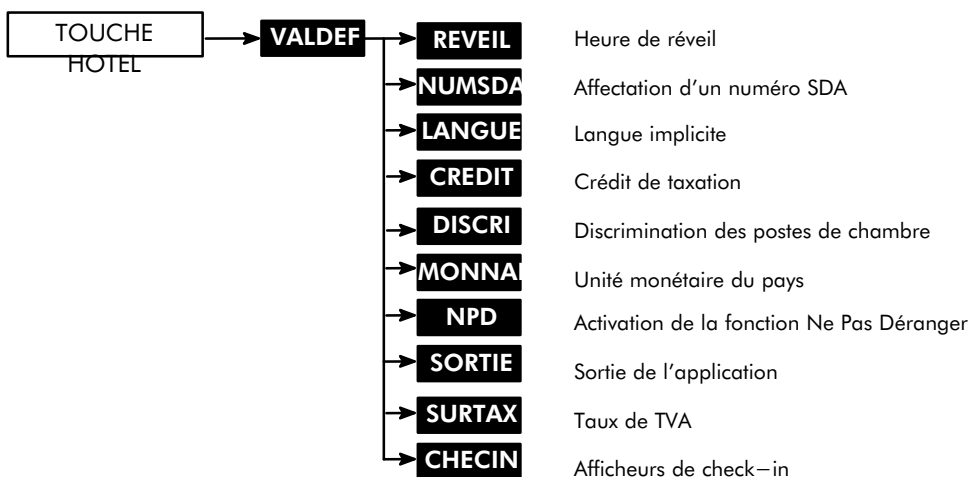 TOUCHE
HOTEL
VALDEF
REVEIL Heure de réveil
NUMSDA Affectation d’un numéro SDA
LANGUE Langue implicite
CREDIT Crédit de taxation
DISCRI Discrimination des postes de chambre
MONNAI Unité monétaire du pays
NPD Activation de la fonction Ne Pas Déranger
SORTIE Sortie de l’application
SURTAX Taux de TVA
CHECIN Afficheurs de check−in